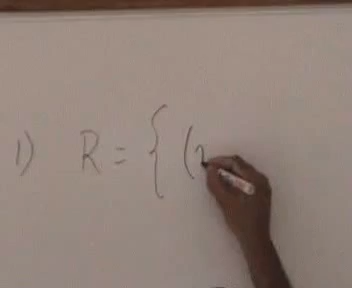 1) R = { (